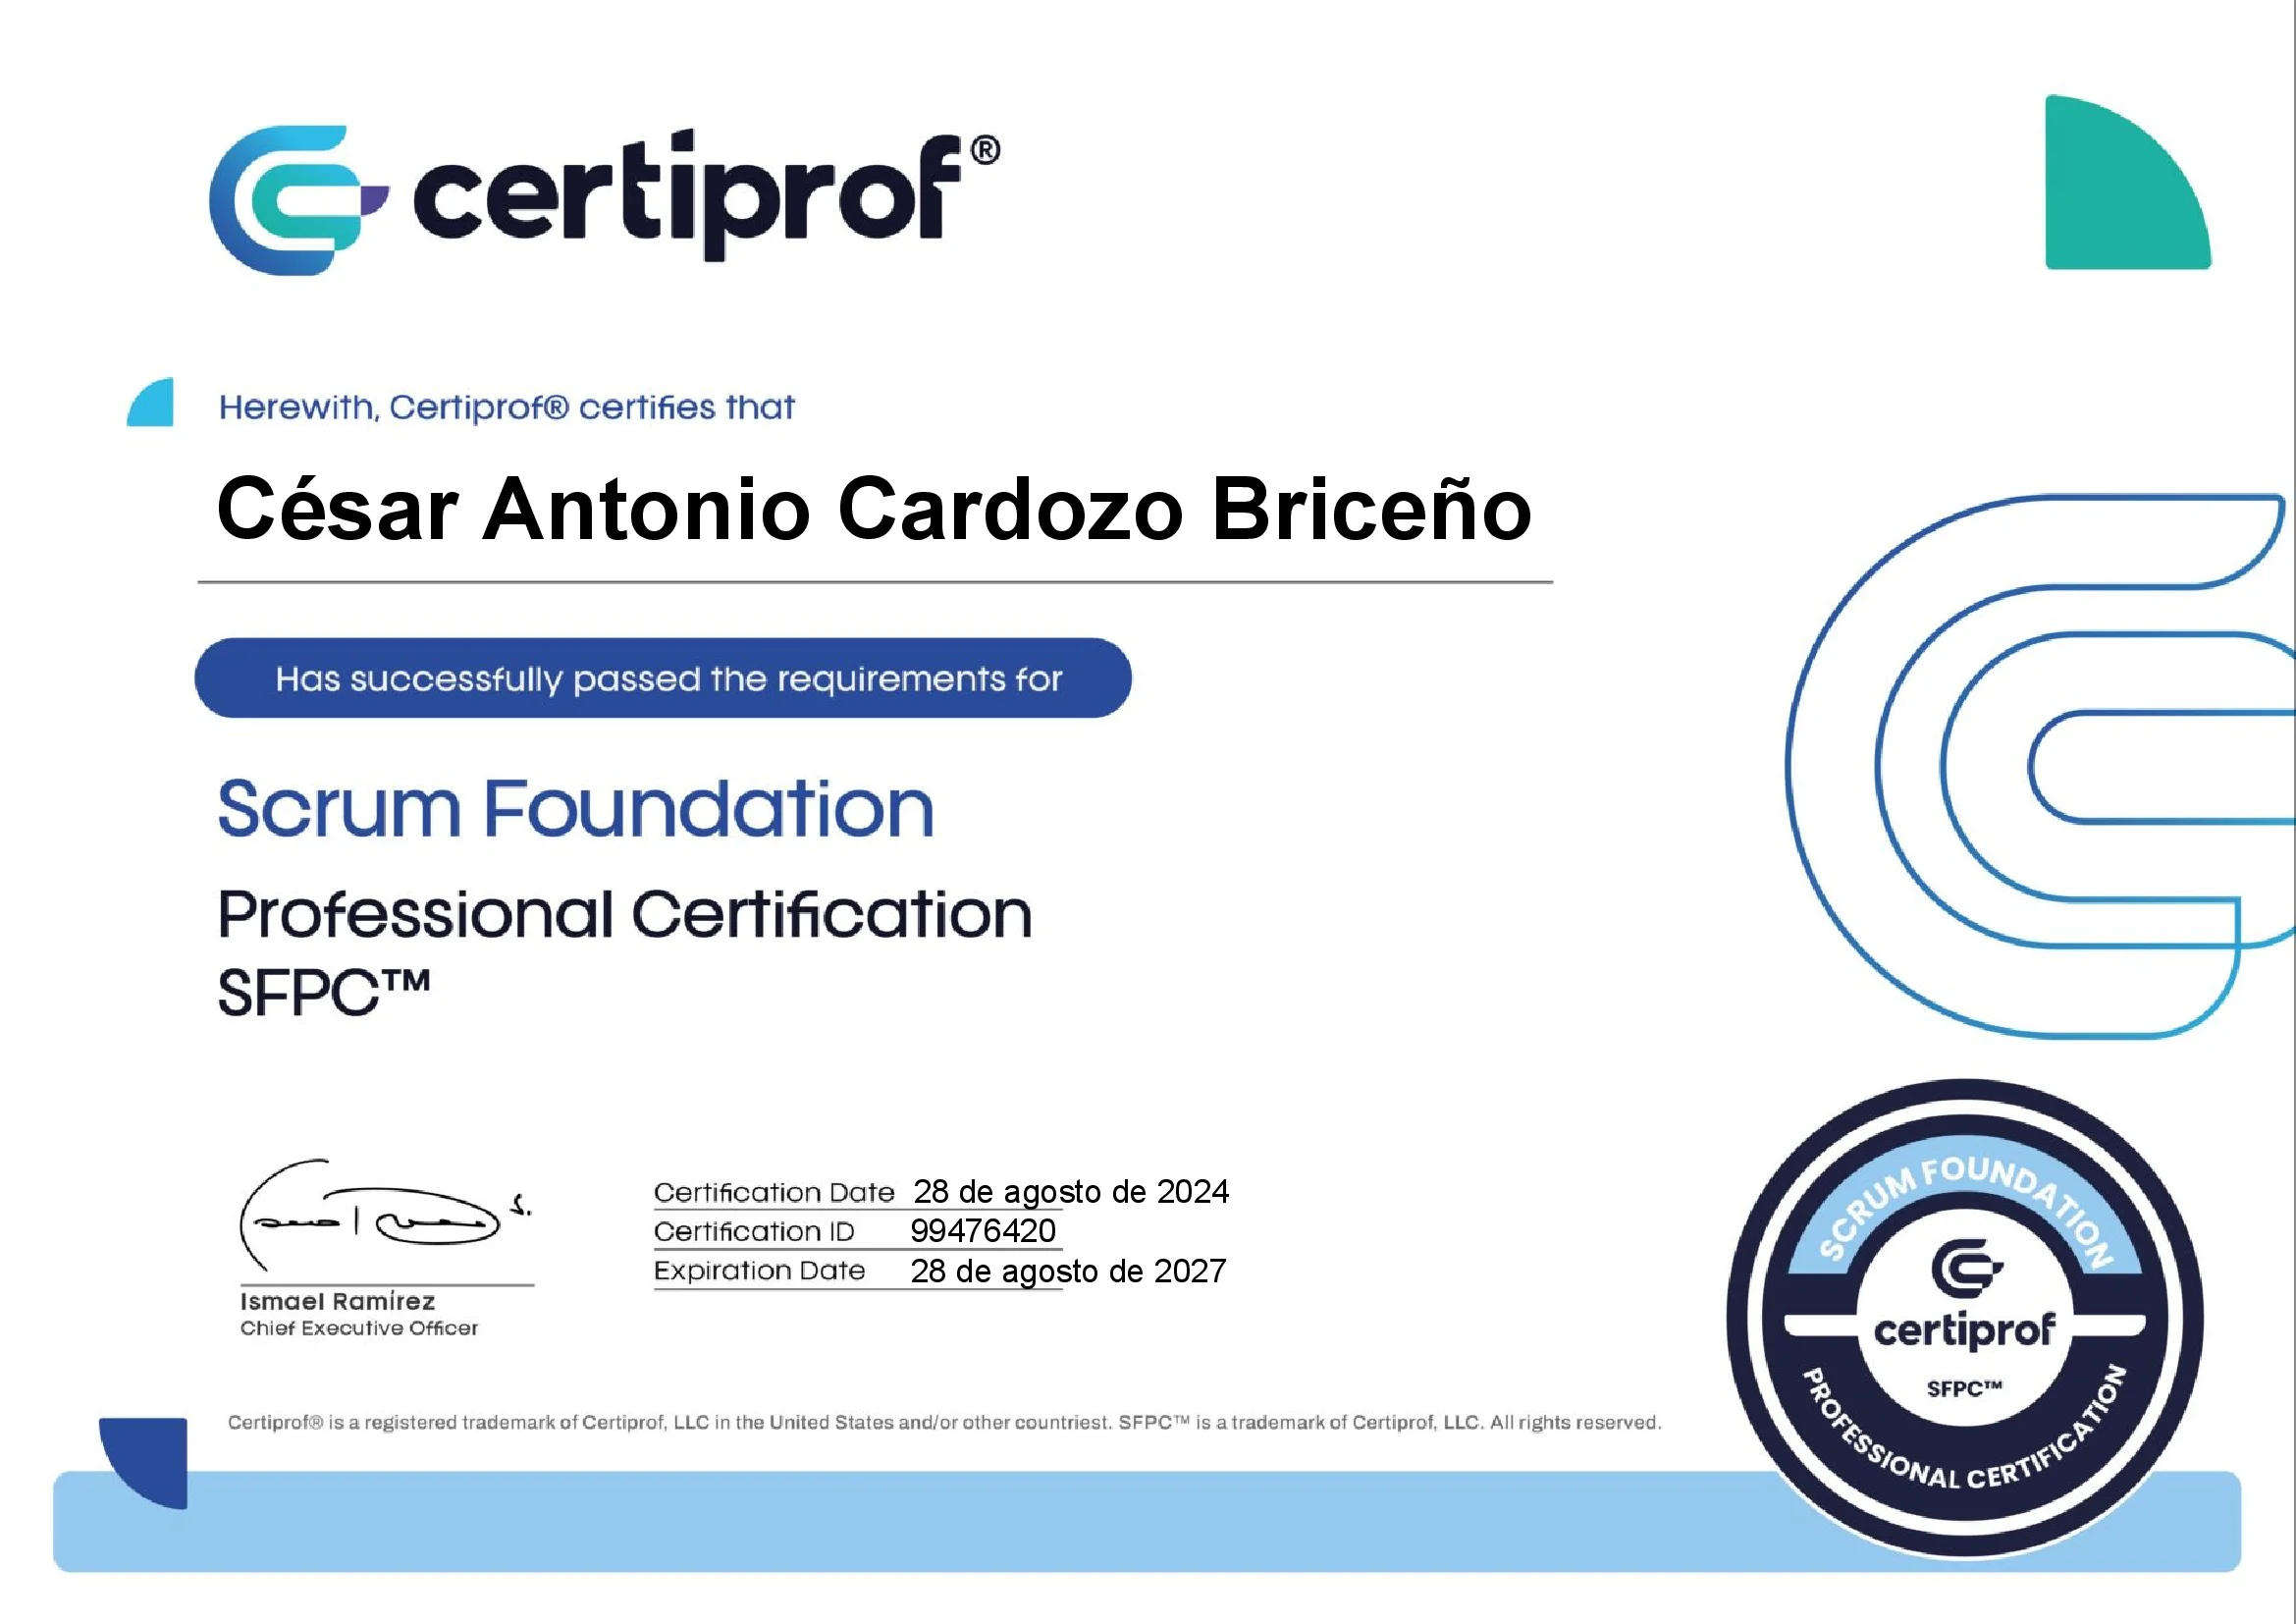 certiprof®
Herewith, Certiprof® certifies that
César Antonio Cardozo Briceño
Has successfully passed the requirements for
Scrum Foundation
Professional Certification
SFPC™
Certification Date 28 de agosto de 2024
Certification ID 99476420
Expiration Date 28 de agosto de 2027
Ismael Ramírez
Chief Executive Officer
SCRUM FOUNDATION
certiprof
SFPC™
PROFESSIONAL CERTIFICATION
Certiprof® is a registered trademark of Certiprof, LLC in the United States and/or other countriest. SFPC™ is a trademark of Certiprof, LLC. All rights reserved.